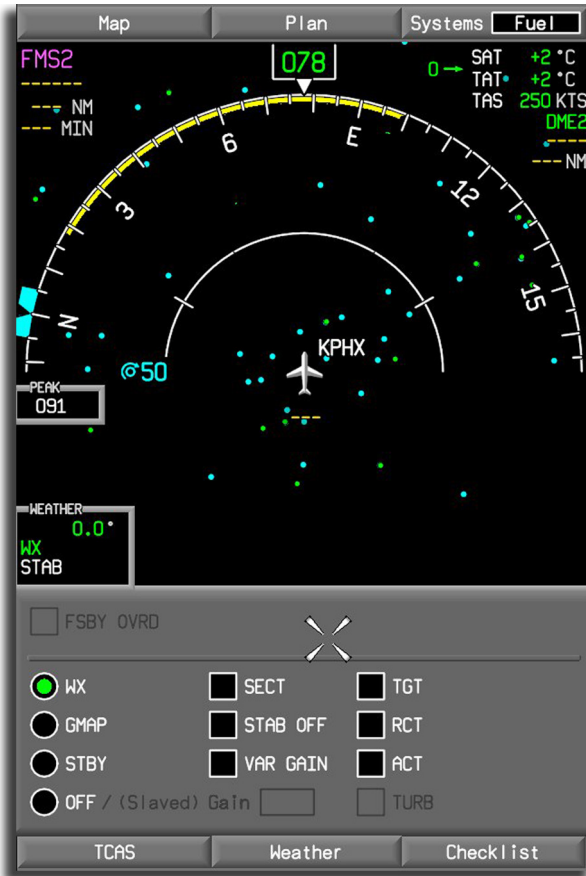 Map Plan Systems Fuel
FMS2
------
--- NM
--- MIN
078
0→
SAT +2 °C
TAT +2 °C
TAS 250 KTS
DME2
-----
--- NM
N 3 6 E 12 15
KPHX
50
---
PEAK
091
WEATHER
0.0°
WX
STAB
FSBY OVRD
WX SECT TGT
GMAP STAB OFF RCT
STBY VAR GAIN ACT
OFF / (Slaved) Gain TURB
TCAS Weather Checklist